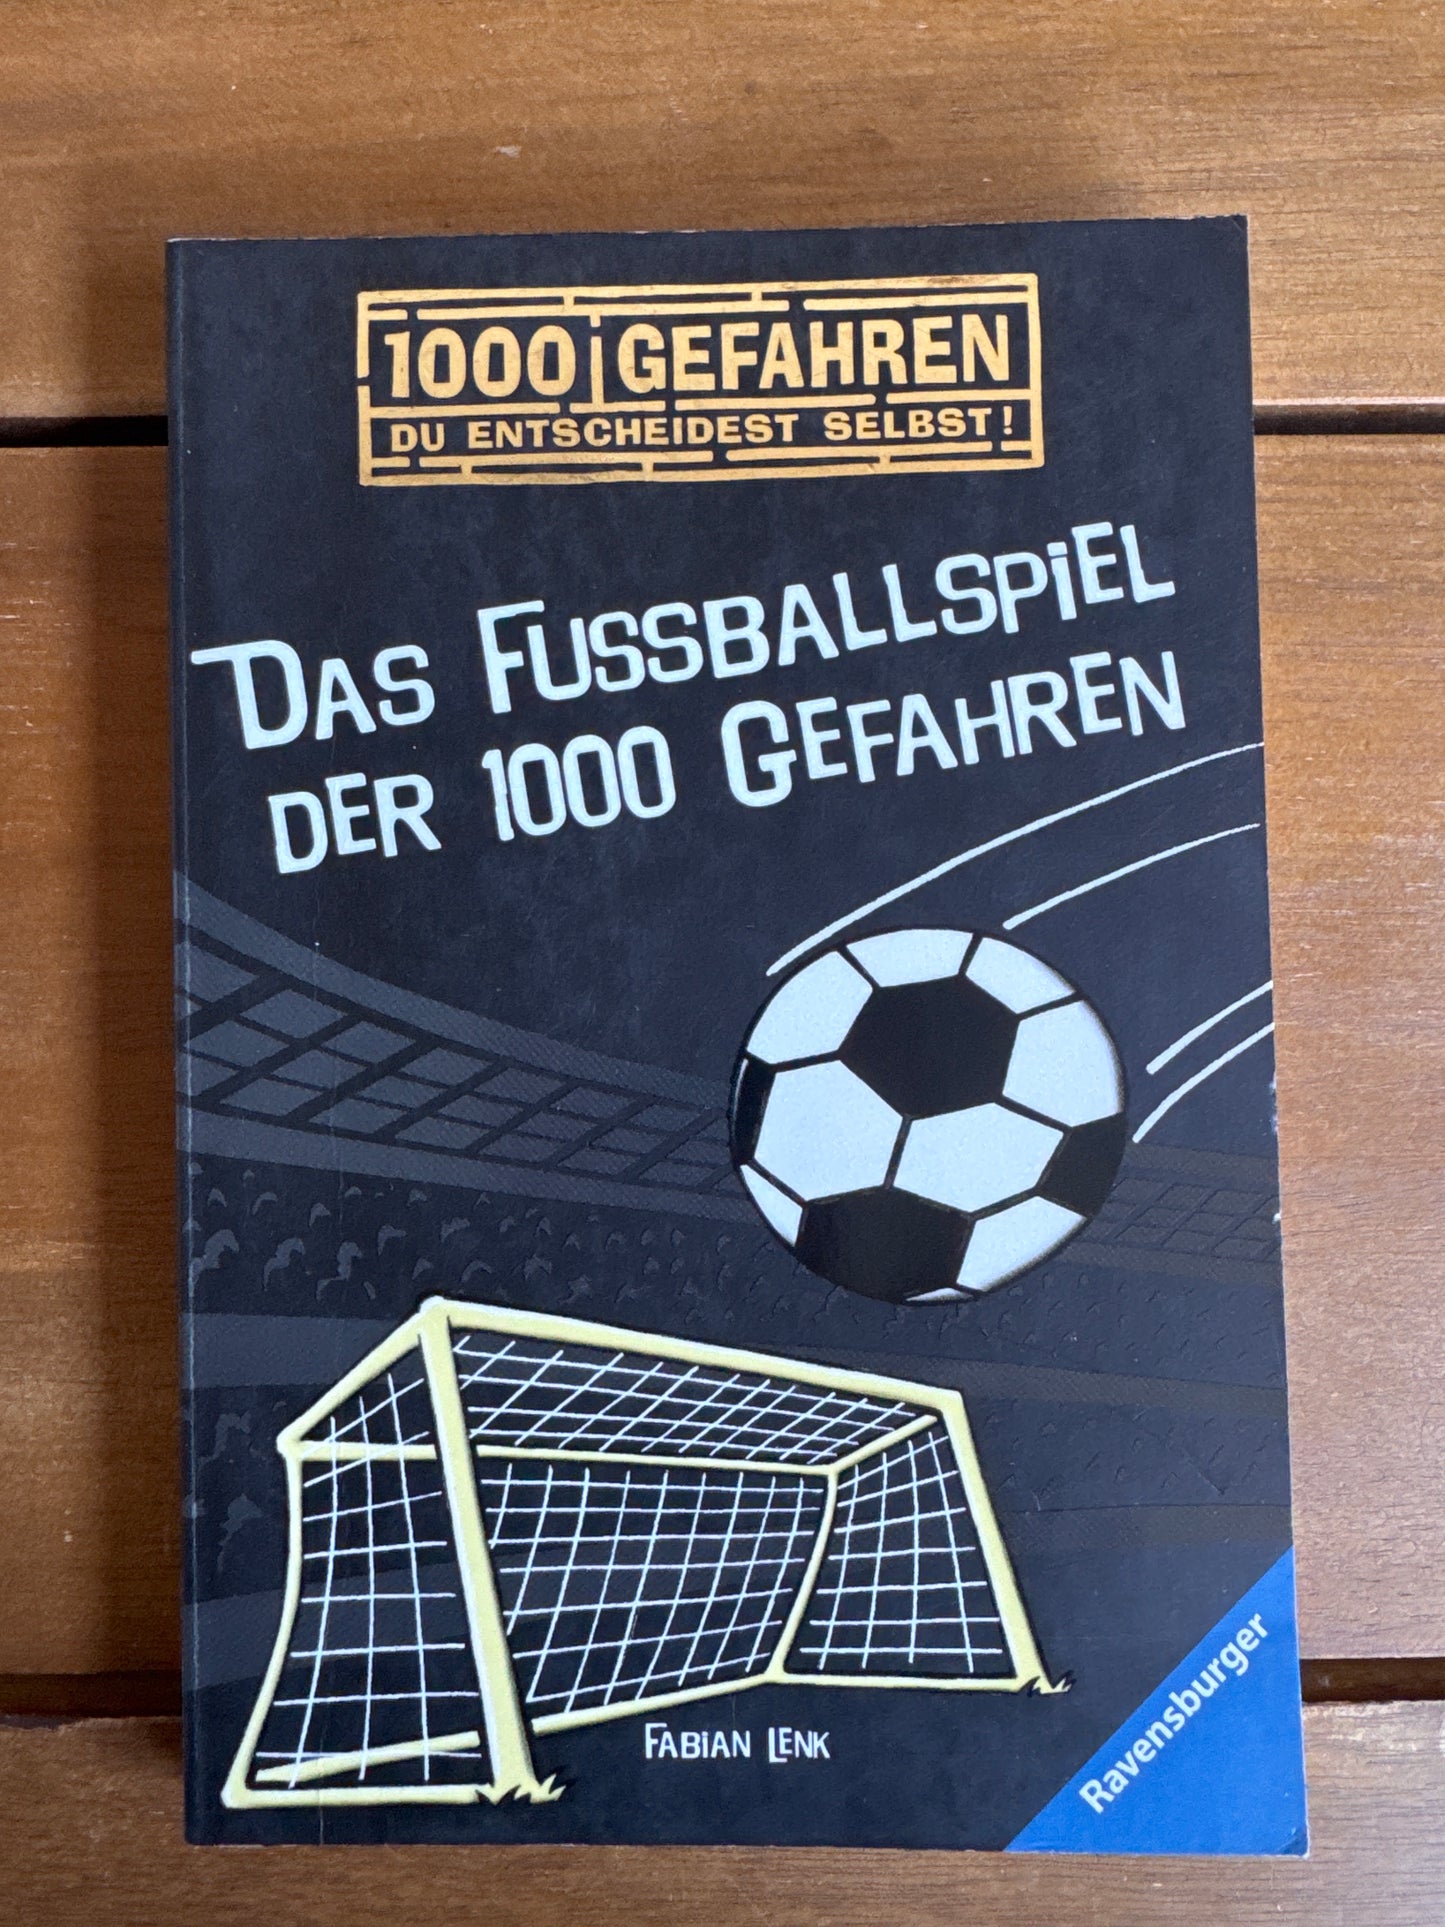 1000 GEFAHREN
DU ENTSCHEIDEST SELBST!
DAS FUSSBALLSPiEL
DER 1000 GEFAHREN
FABiAN LENK
Ravensburger